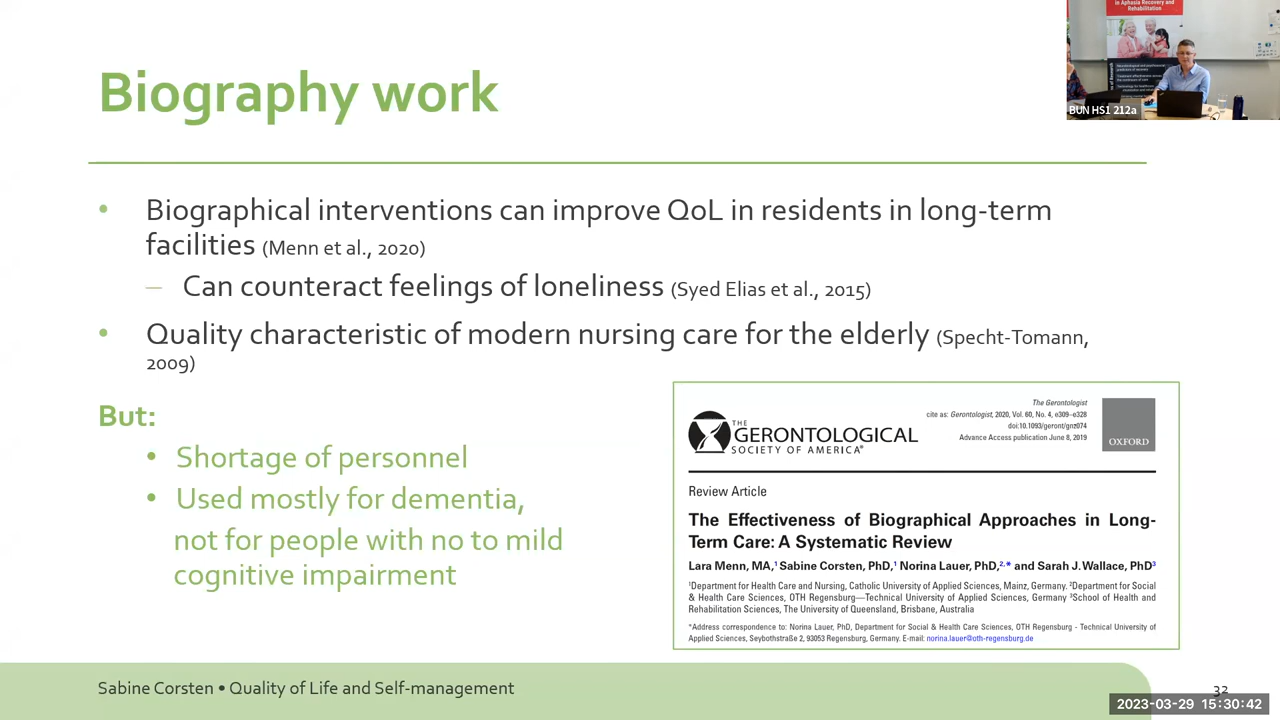 Biography work
in Aphasia Recovery and
Rehabilitation
BUN HS1 212a
• Biographical interventions can improve QoL in residents in long-term
facilities (Menn et al., 2020)
– Can counteract feelings of loneliness (Syed Elias et al., 2015)
• Quality characteristic of modern nursing care for the elderly (Specht-Tomann,
2009)
But:
• Shortage of personnel
• Used mostly for dementia,
not for people with no to mild
cognitive impairment
THE
GERONTOLOGICAL
SOCIETY OF AMERICA®
The Gerontologist
cite as: Gerontologist, 2020, Vol. 60, No. 4, e309–e328
doi:10.1093/geront/gnz074
Advance Access publication June 8, 2019
OXFORD
Review Article
The Effectiveness of Biographical Approaches in Long-
Term Care: A Systematic Review
Lara Menn, MA,1 Sabine Corsten, PhD,1 Norina Lauer, PhD,2,* and Sarah J. Wallace, PhD3
1Department for Health Care and Nursing, Catholic University of Applied Sciences, Mainz, Germany. 2Department for Social
& Health Care Sciences, OTH Regensburg—Technical University of Applied Sciences, Germany 3School of Health and
Rehabilitation Sciences, The University of Queensland, Brisbane, Australia
*Address correspondence to: Norina Lauer, PhD, Department for Social & Health Care Sciences, OTH Regensburg - Technical University of
Applied Sciences, Seybothstraße 2, 93053 Regensburg, Germany. E-mail: norina.lauer@oth-regensburg.de
Sabine Corsten • Quality of Life and Self-management
32
2023-03-29 15:30:42